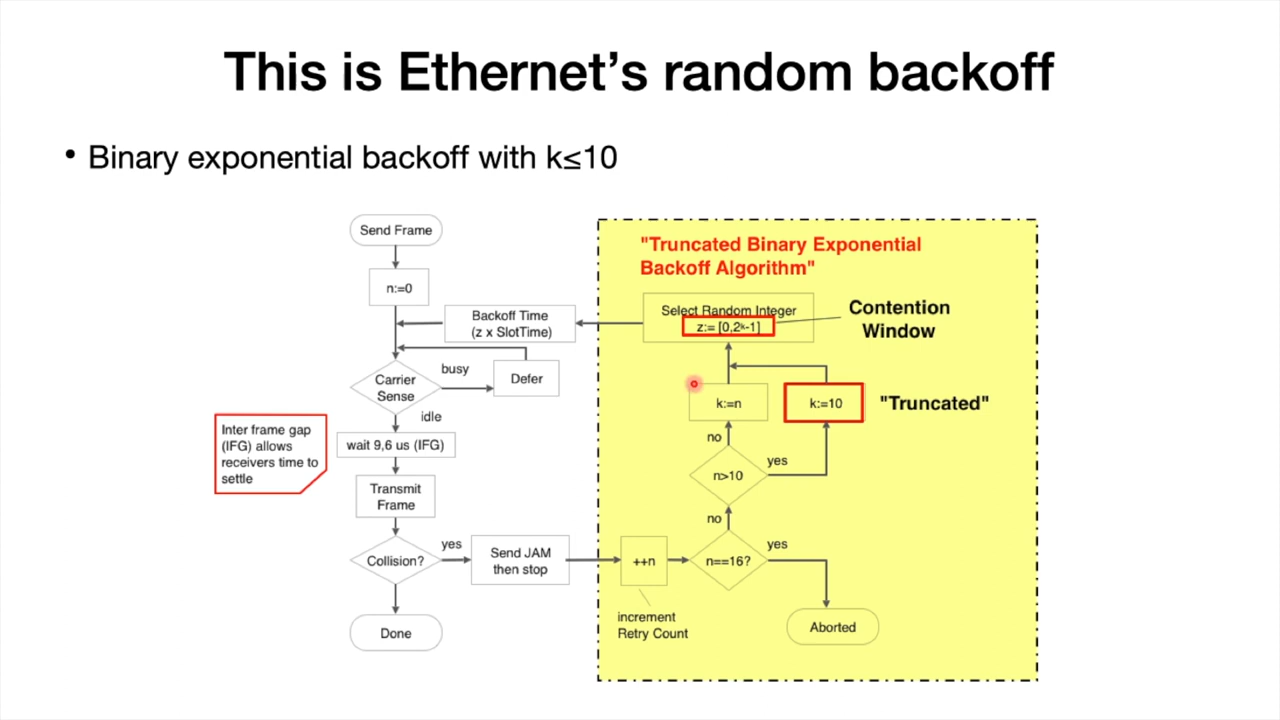 This is Ethernet's random backoff
• Binary exponential backoff with k≤10
Send Frame
n:=0
Backoff Time
(z x SlotTime)
Carrier
Sense
busy
Defer
idle
Inter frame gap
(IFG) allows
receivers time to
settle
wait 9,6 us (IFG)
Transmit
Frame
Collision?
yes
Send JAM
then stop
Done
"Truncated Binary Exponential
Backoff Algorithm"
Select Random Integer
z:= [0,2ᵏ-1]
Contention
Window
k:=n
k:=10
"Truncated"
no
yes
n>10
no
yes
++n
n==16?
increment
Retry Count
Aborted